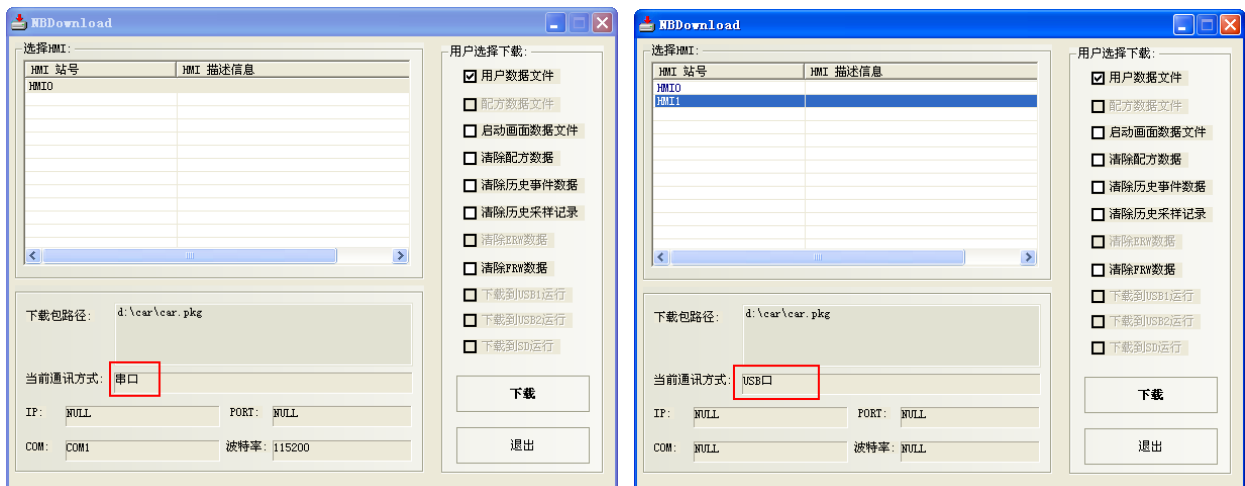 NBDownload
选择HMI:
HMI 站号 HMI 描述信息
HMI0
用户选择下载:
用户数据文件
配方数据文件
启动画面数据文件
清除配方数据
清除历史事件数据
清除历史采样记录
清除ERW数据
清除FRW数据
下载到USB1运行
下载到USB2运行
下载到SD运行
下载包路径: d:\car\car.pkg
当前通讯方式: 串口
IP: NULL PORT: NULL
COM: COM1 波特率: 115200
下载
退出
NBDownload
选择HMI:
HMI 站号 HMI 描述信息
HMI0
HMI1
用户选择下载:
用户数据文件
配方数据文件
启动画面数据文件
清除配方数据
清除历史事件数据
清除历史采样记录
清除ERW数据
清除FRW数据
下载到USB1运行
下载到USB2运行
下载到SD运行
下载包路径: d:\car\car.pkg
当前通讯方式: USB口
IP: NULL PORT: NULL
COM: NULL 波特率: NULL
下载
退出